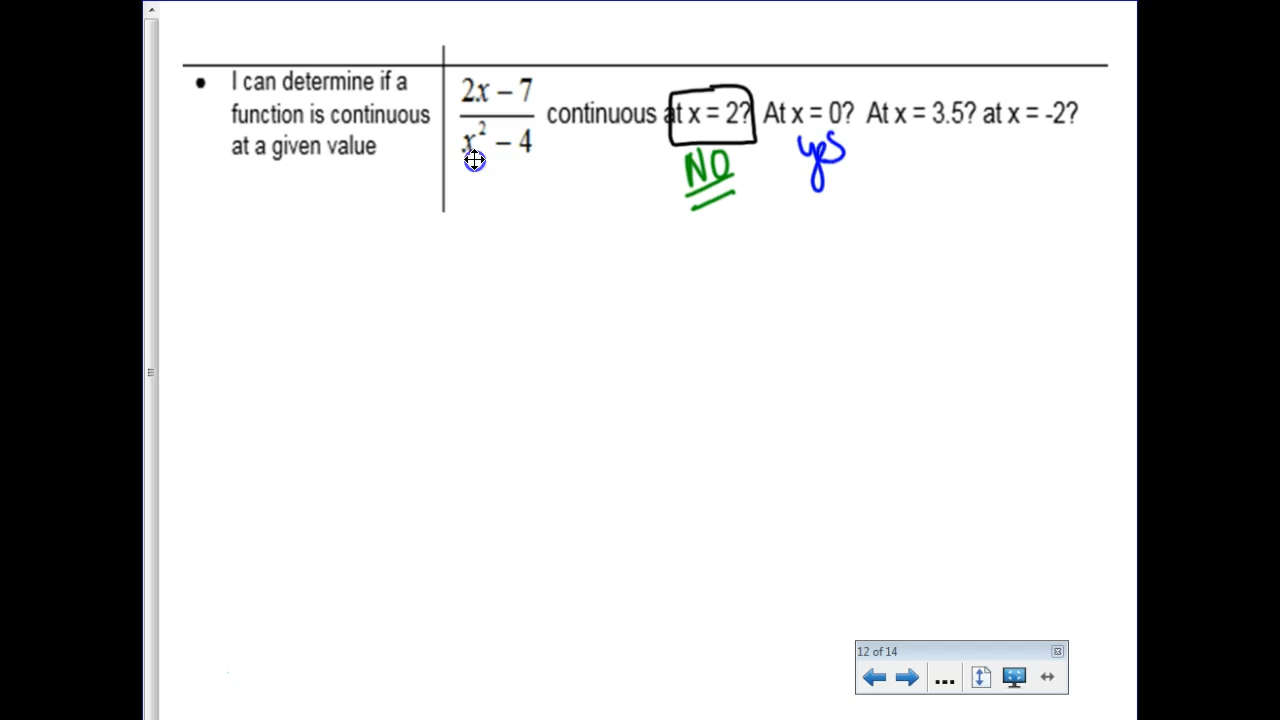 • I can determine if a
function is continuous
at a given value
2x − 7
x² − 4
continuous at x = 2? At x = 0? At x = 3.5? at x = -2?
NO
yes
12 of 14
...